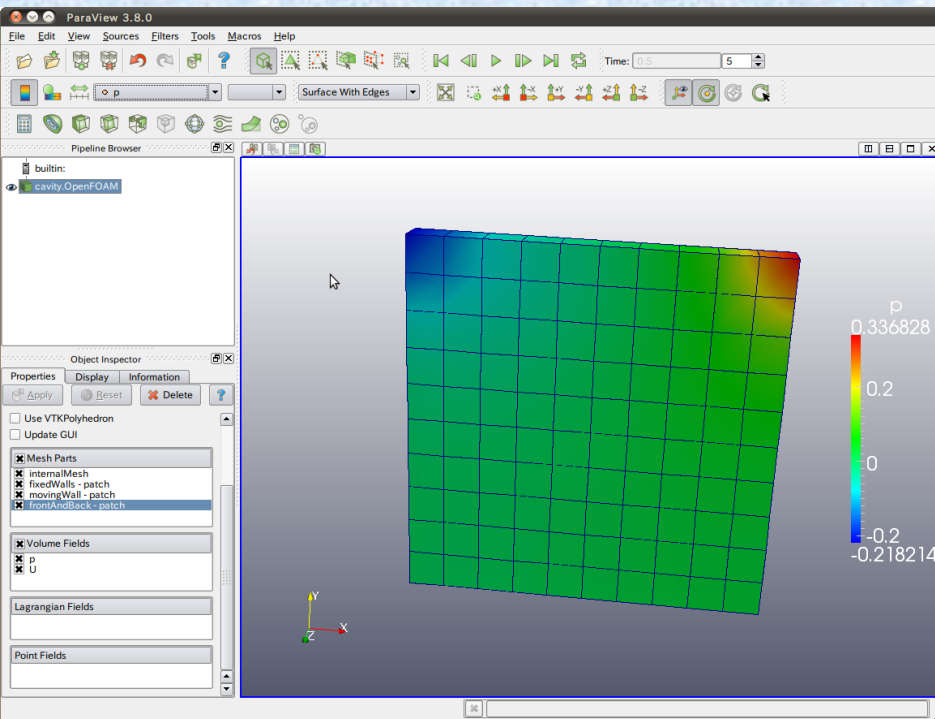 ParaView 3.8.0
File Edit View Sources Filters Tools Macros Help
? Time: 0.5 5
p Surface With Edges +X -X +Y -Y +Z -Z
Pipeline Browser
builtin:
cavity.OpenFOAM
Object Inspector
Properties Display Information
Apply Reset Delete ?
Use VTKPolyhedron
Update GUI
Mesh Parts
internalMesh
fixedWalls - patch
movingWall - patch
frontAndBack - patch
Volume Fields
p
U
Lagrangian Fields
Point Fields
p
0.336828
0.2
0
-0.2
-0.218214
Y
X
Z